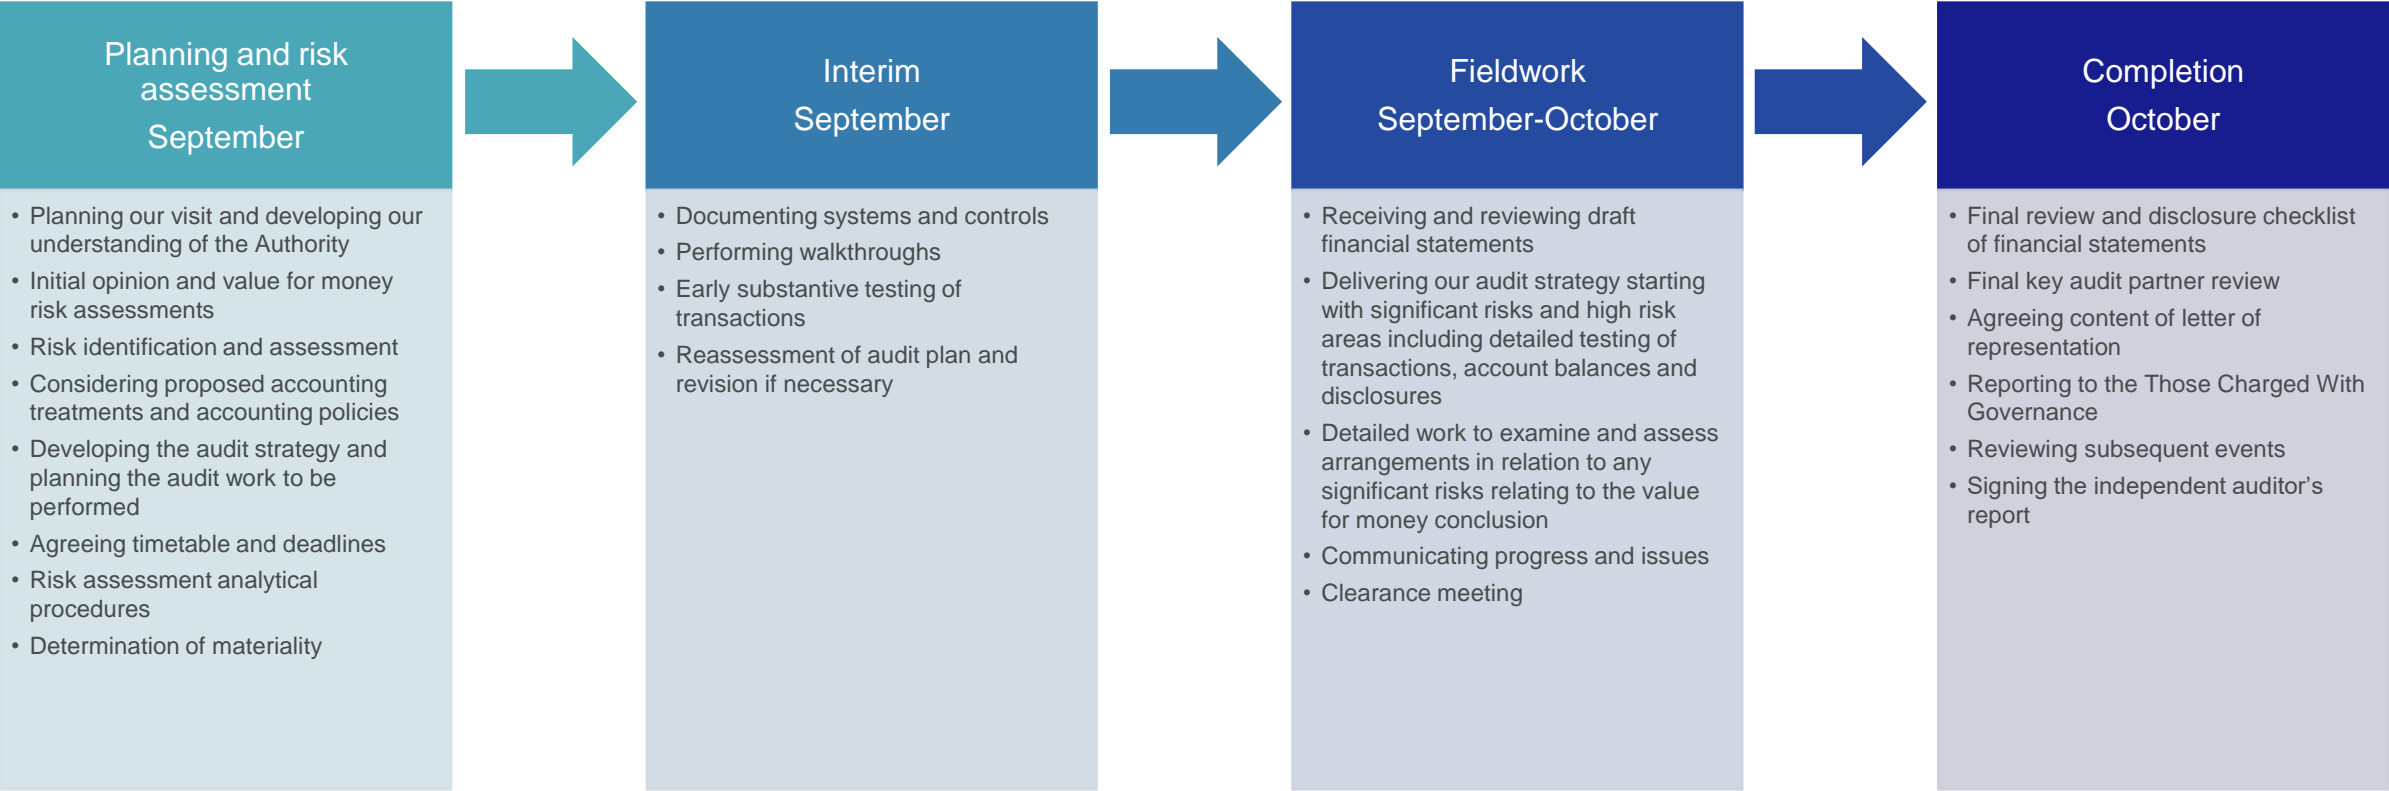 Planning and risk
assessment
September
• Planning our visit and developing our
understanding of the Authority
• Initial opinion and value for money
risk assessments
• Risk identification and assessment
• Considering proposed accounting
treatments and accounting policies
• Developing the audit strategy and
planning the audit work to be
performed
• Agreeing timetable and deadlines
• Risk assessment analytical
procedures
• Determination of materiality
Interim
September
• Documenting systems and controls
• Performing walkthroughs
• Early substantive testing of
transactions
• Reassessment of audit plan and
revision if necessary
Fieldwork
September-October
• Receiving and reviewing draft
financial statements
• Delivering our audit strategy starting
with significant risks and high risk
areas including detailed testing of
transactions, account balances and
disclosures
• Detailed work to examine and assess
arrangements in relation to any
significant risks relating to the value
for money conclusion
• Communicating progress and issues
• Clearance meeting
Completion
October
• Final review and disclosure checklist
of financial statements
• Final key audit partner review
• Agreeing content of letter of
representation
• Reporting to the Those Charged With
Governance
• Reviewing subsequent events
• Signing the independent auditor’s
report